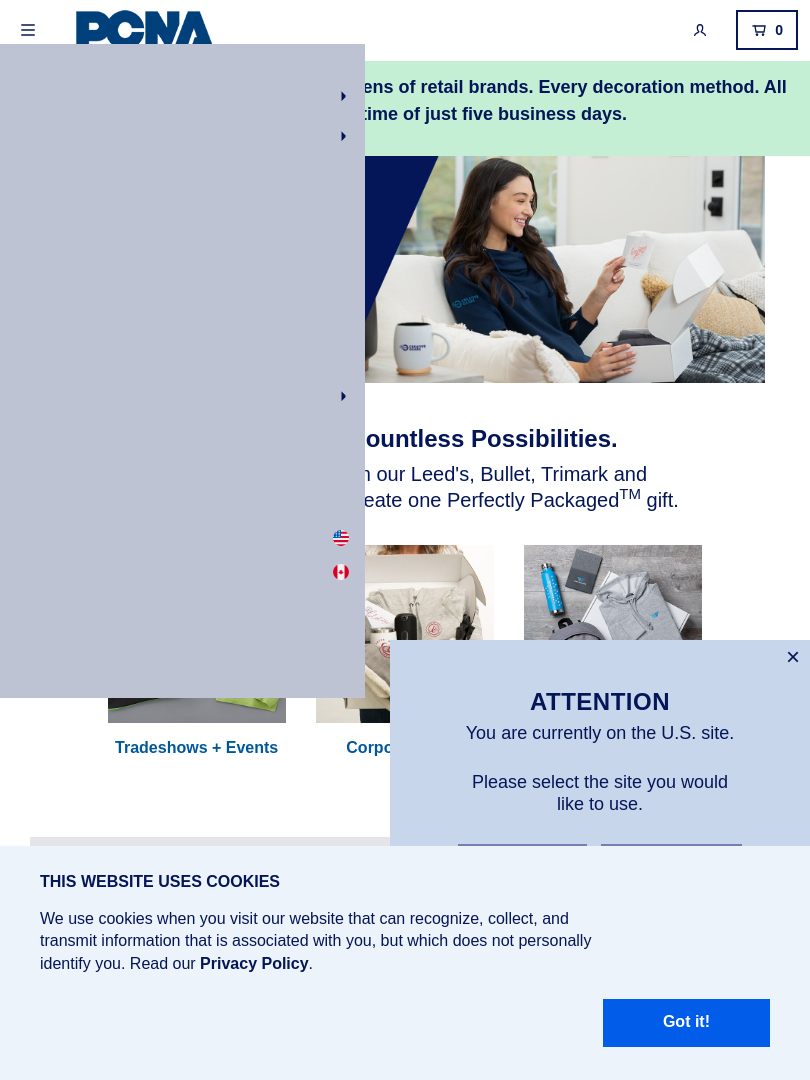 PCNA
0
ens of retail brands. Every decoration method. All
time of just five business days.
ountless Possibilities.
our Leed's, Bullet, Trimark and
eate one Perfectly Packaged™ gift.
Tradeshows + Events
Corpo
×
ATTENTION
You are currently on the U.S. site.
Please select the site you would
like to use.
THIS WEBSITE USES COOKIES
We use cookies when you visit our website that can recognize, collect, and
transmit information that is associated with you, but which does not personally
identify you. Read our Privacy Policy.
Got it!